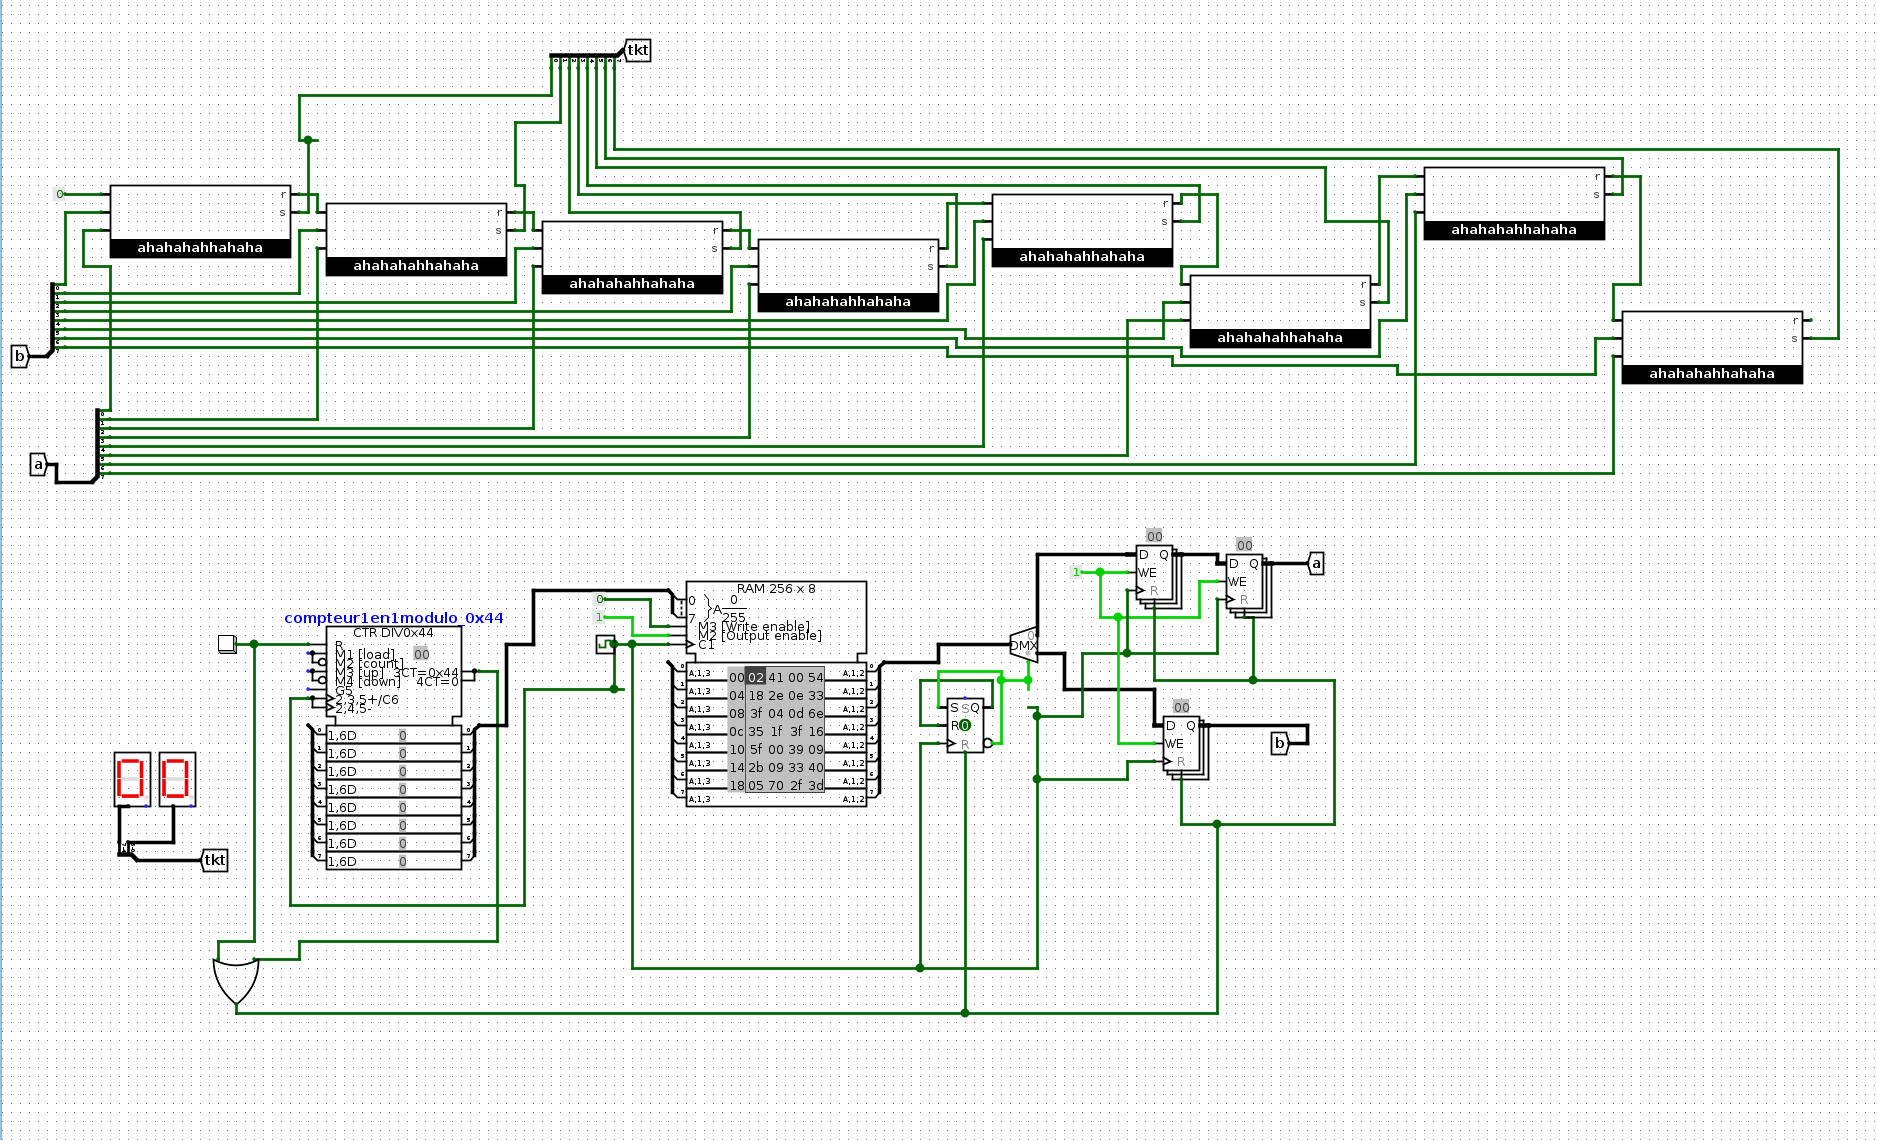 tkt
0
r
s
ahahahahhahaha
r
s
ahahahahhahaha
r
s
ahahahahhahaha
r
s
ahahahahhahaha
r
s
ahahahahhahaha
r
s
ahahahahhahaha
r
s
ahahahahhahaha
r
s
ahahahahhahaha
b
a
compteur1en1modulo_0x44
CTR DIV0x44
R
M1 [load] 00
M2 [count]
M3 [up] 3CT=0x44
M4 [down] 4CT=0
G5
2,3,5+/C6
2,4,5-
1,6D 0
1,6D 0
1,6D 0
1,6D 0
1,6D 0
1,6D 0
1,6D 0
1,6D 0
00
tkt
0
1
RAM 256 x 8
0
7
A 0
255
M3 [Write enable]
M2 [Output enable]
C1
A,1,3 00 02 41 00 54 A,1,2
A,1,3 04 18 2e 0e 33 A,1,2
A,1,3 08 3f 04 0d 6e A,1,2
A,1,3 0c 35 1f 3f 16 A,1,2
A,1,3 10 5f 00 39 09 A,1,2
A,1,3 14 2b 09 33 40 A,1,2
A,1,3 18 05 70 2f 3d A,1,2
A,1,3 A,1,2
S S Q
R 0
R
0
DMX
1
00
D Q
WE
R
00
D Q
WE
R
a
00
D Q
WE
R
b